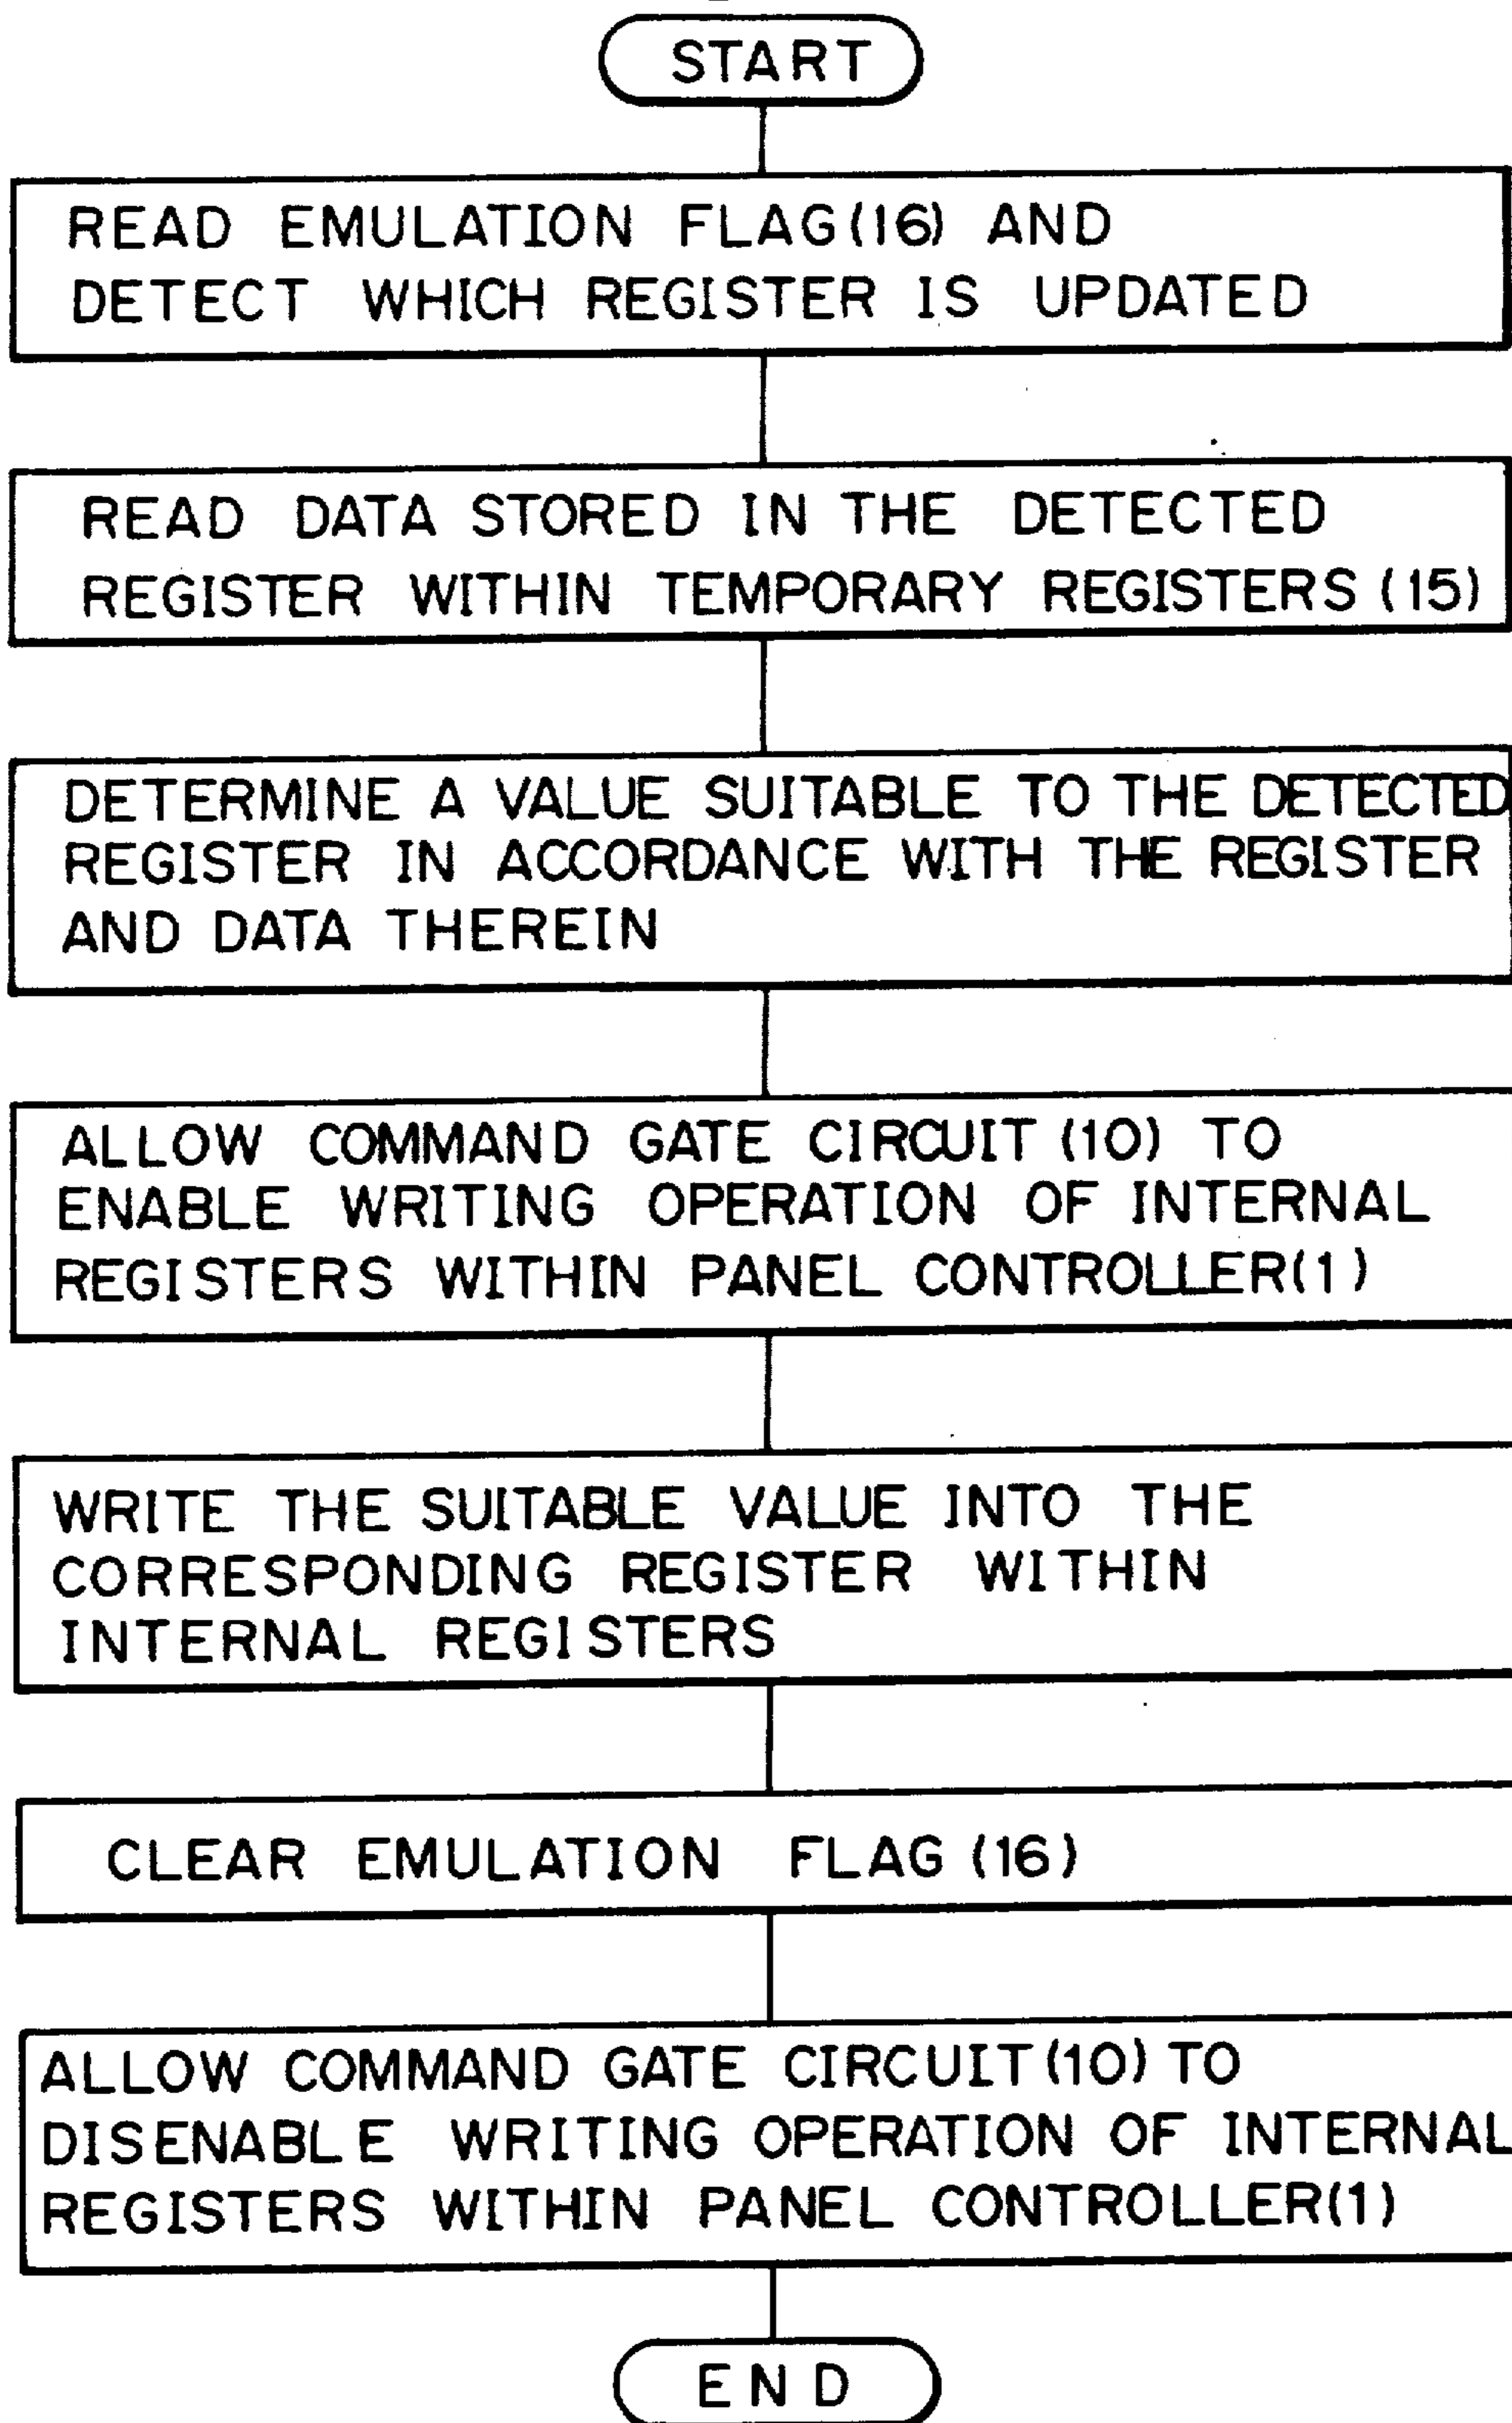 START
READ EMULATION FLAG(16) AND
DETECT WHICH REGISTER IS UPDATED
READ DATA STORED IN THE DETECTED
REGISTER WITHIN TEMPORARY REGISTERS (15)
DETERMINE A VALUE SUITABLE TO THE DETECTED
REGISTER IN ACCORDANCE WITH THE REGISTER
AND DATA THEREIN
ALLOW COMMAND GATE CIRCUIT (10) TO
ENABLE WRITING OPERATION OF INTERNAL
REGISTERS WITHIN PANEL CONTROLLER(1)
WRITE THE SUITABLE VALUE INTO THE
CORRESPONDING REGISTER WITHIN
INTERNAL REGISTERS
CLEAR EMULATION FLAG (16)
ALLOW COMMAND GATE CIRCUIT (10) TO
DISENABLE WRITING OPERATION OF INTERNAL
REGISTERS WITHIN PANEL CONTROLLER(1)
END